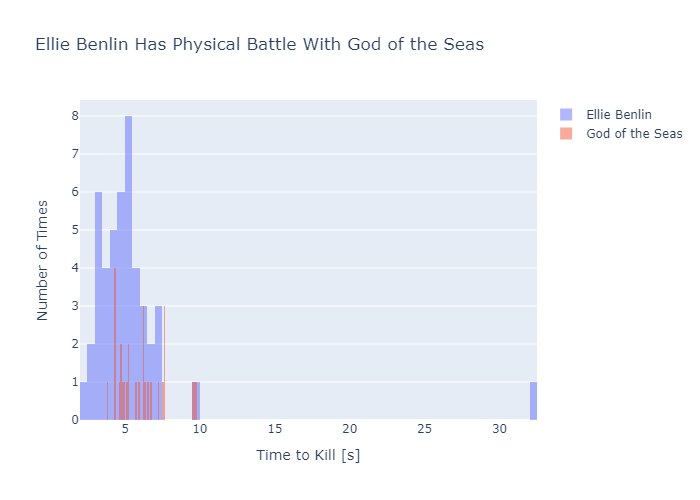 Ellie Benlin Has Physical Battle With God of the Seas
Ellie Benlin
God of the Seas
8
7
6
5
4
3
2
1
0
Number of Times
5 10 15 20 25 30
Time to Kill [s]